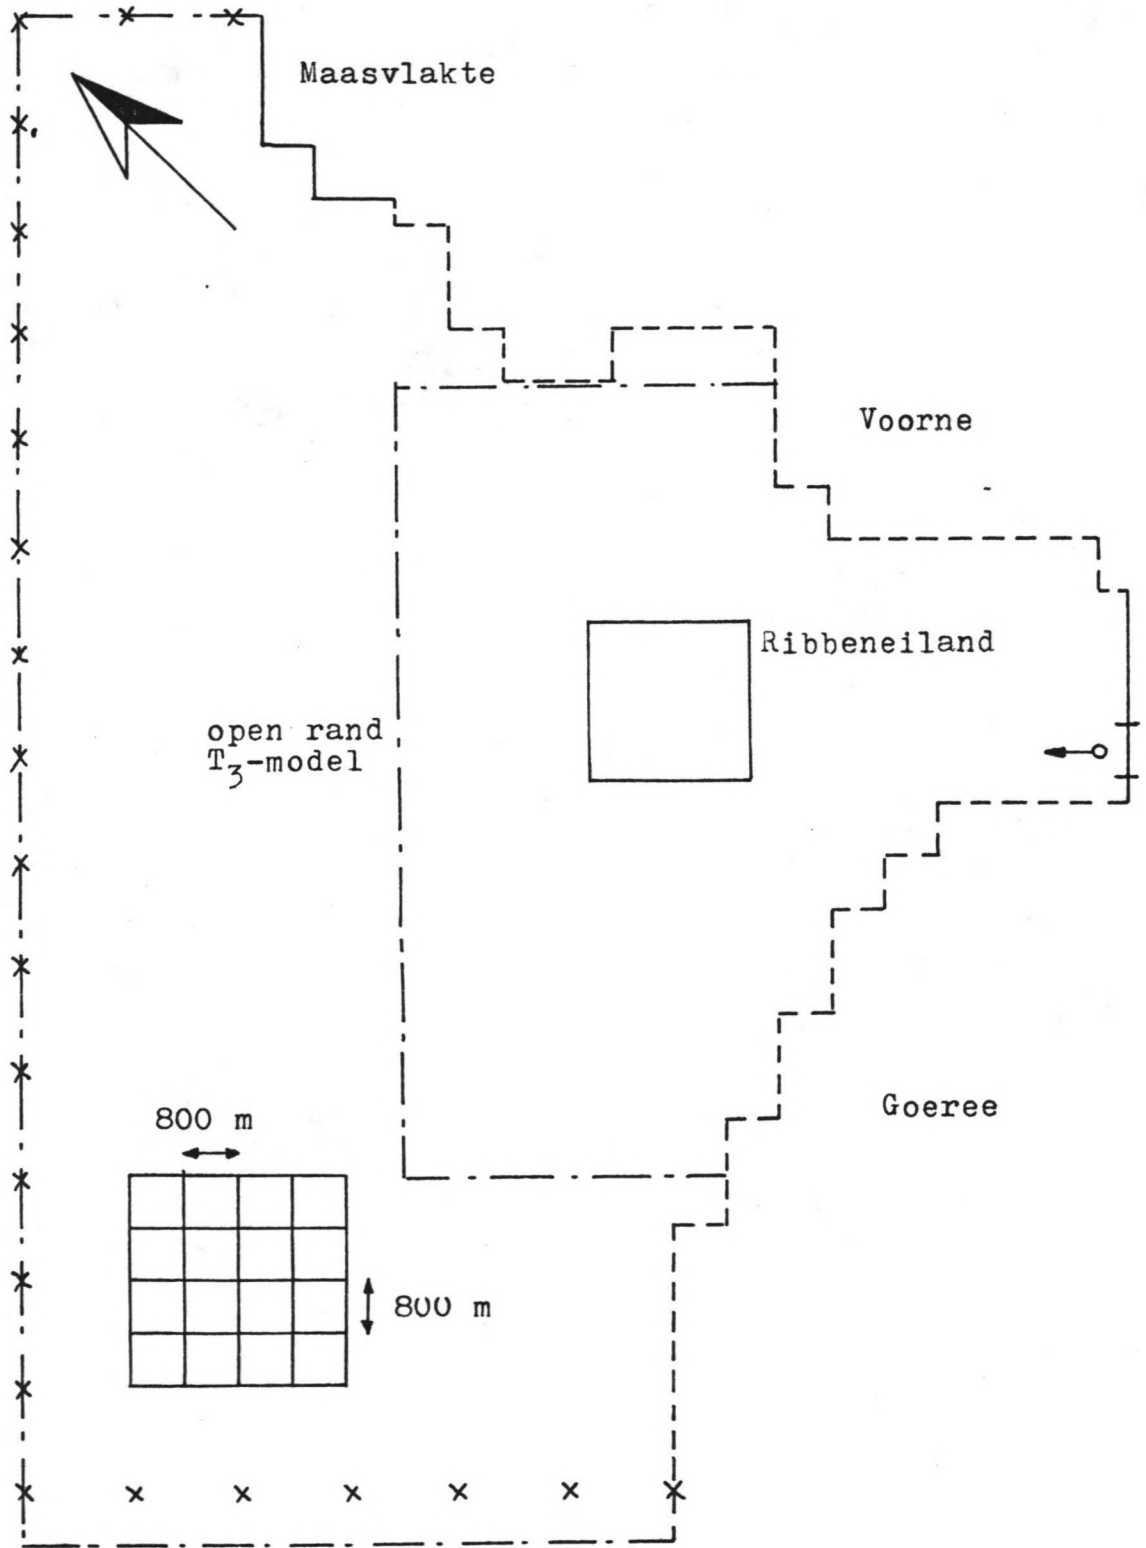 Maasvlakte
Voorne
Ribbeneiland
open rand
T3-model
Goeree
800 m
800 m